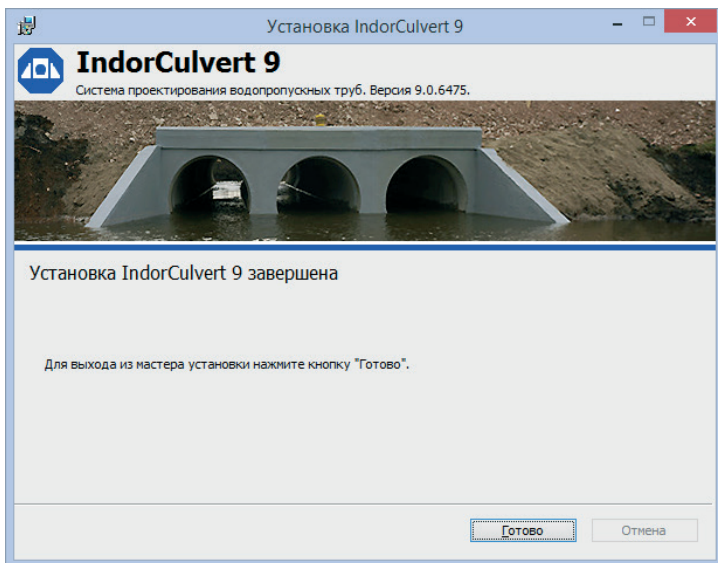 Установка IndorCulvert 9
IndorCulvert 9
Система проектирования водопропускных труб. Версия 9.0.6475.
Установка IndorCulvert 9 завершена
Для выхода из мастера установки нажмите кнопку "Готово".
Готово
Отмена